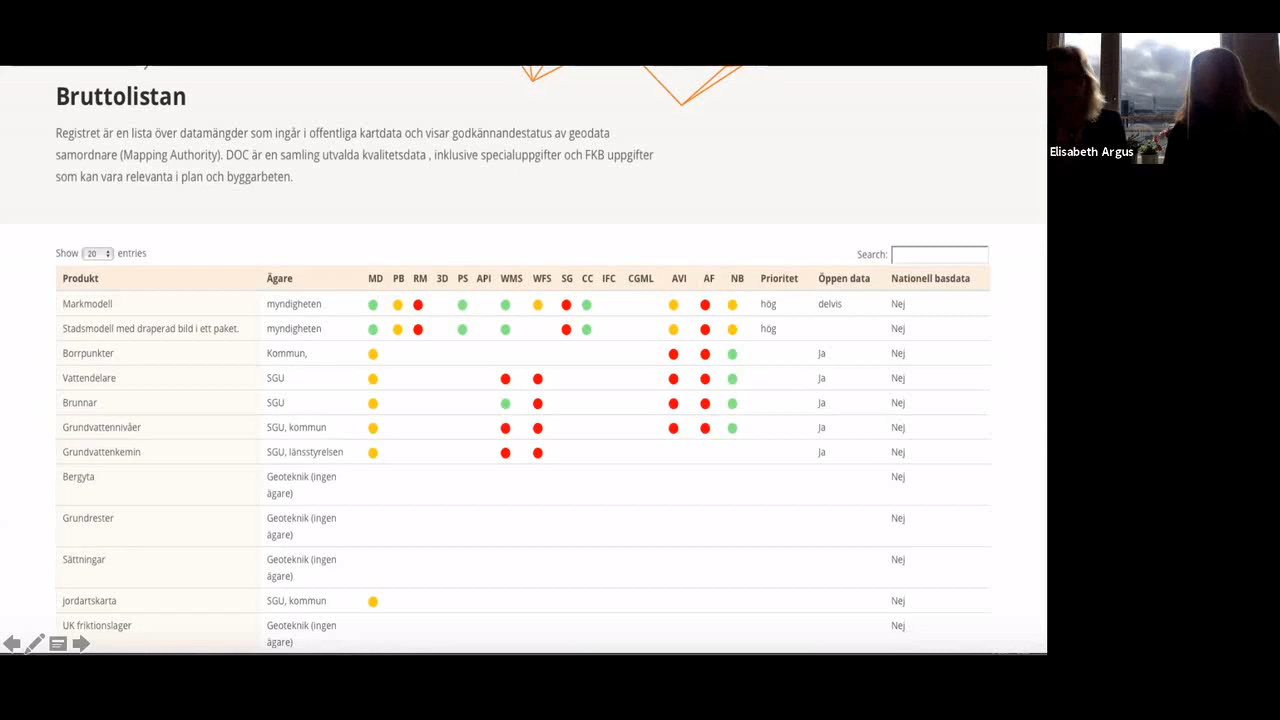 Bruttolistan
Registret är en lista över datamängder som ingår i offentliga kartdata och visar godkännandestatus av geodata
samordnare (Mapping Authority). DOC är en samling utvalda kvalitetsdata , inklusive specialuppgifter och FKB uppgifter
som kan vara relevanta i plan och byggarbeten.
Elisabeth Argus
Show 20 entries Search:
Produkt Ägare MD PB RM 3D PS API WMS WFS SG CC IFC CGML AVI AF NB Prioritet Öppen data Nationell basdata
Markmodell myndigheten hög delvis Nej
Stadsmodell med draperad bild i ett paket. myndigheten hög Nej
Borrpunkter Kommun, Ja Nej
Vattendelare SGU Ja Nej
Brunnar SGU Ja Nej
Grundvattennivåer SGU, kommun Ja Nej
Grundvattenkemin SGU, länsstyrelsen Ja Nej
Bergyta Geoteknik (ingen Nej
ägare)
Grundrester Geoteknik (ingen Nej
ägare)
Sättningar Geoteknik (ingen Nej
ägare)
jordartskarta SGU, kommun Nej
UK friktionslager Geoteknik (ingen Nej
ägare)